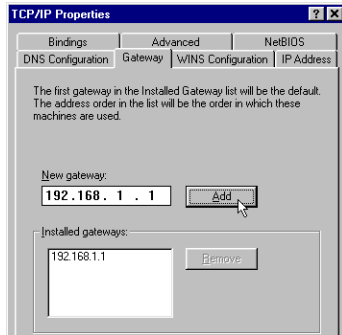 TCP/IP Properties
Bindings Advanced NetBIOS
DNS Configuration Gateway WINS Configuration IP Address
The first gateway in the Installed Gateway list will be the default.
The address order in the list will be the order in which these
machines are used.
New gateway:
192.168. 1 . 1 Add
Installed gateways:
192.168.1.1 Remove